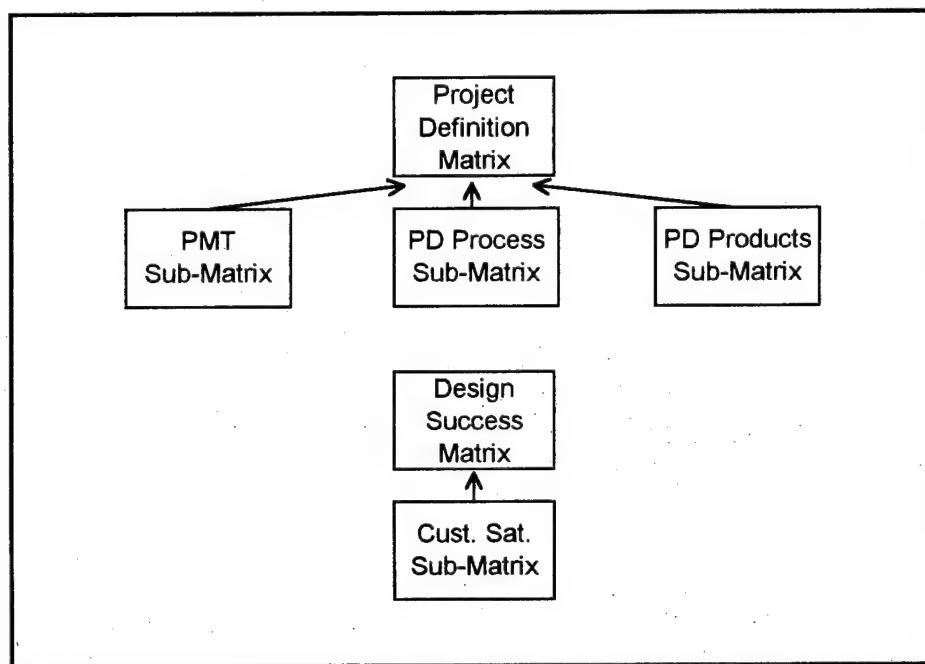 Project
Definition
Matrix
PMT
Sub-Matrix
PD Process
Sub-Matrix
PD Products
Sub-Matrix
Design
Success
Matrix
Cust. Sat.
Sub-Matrix